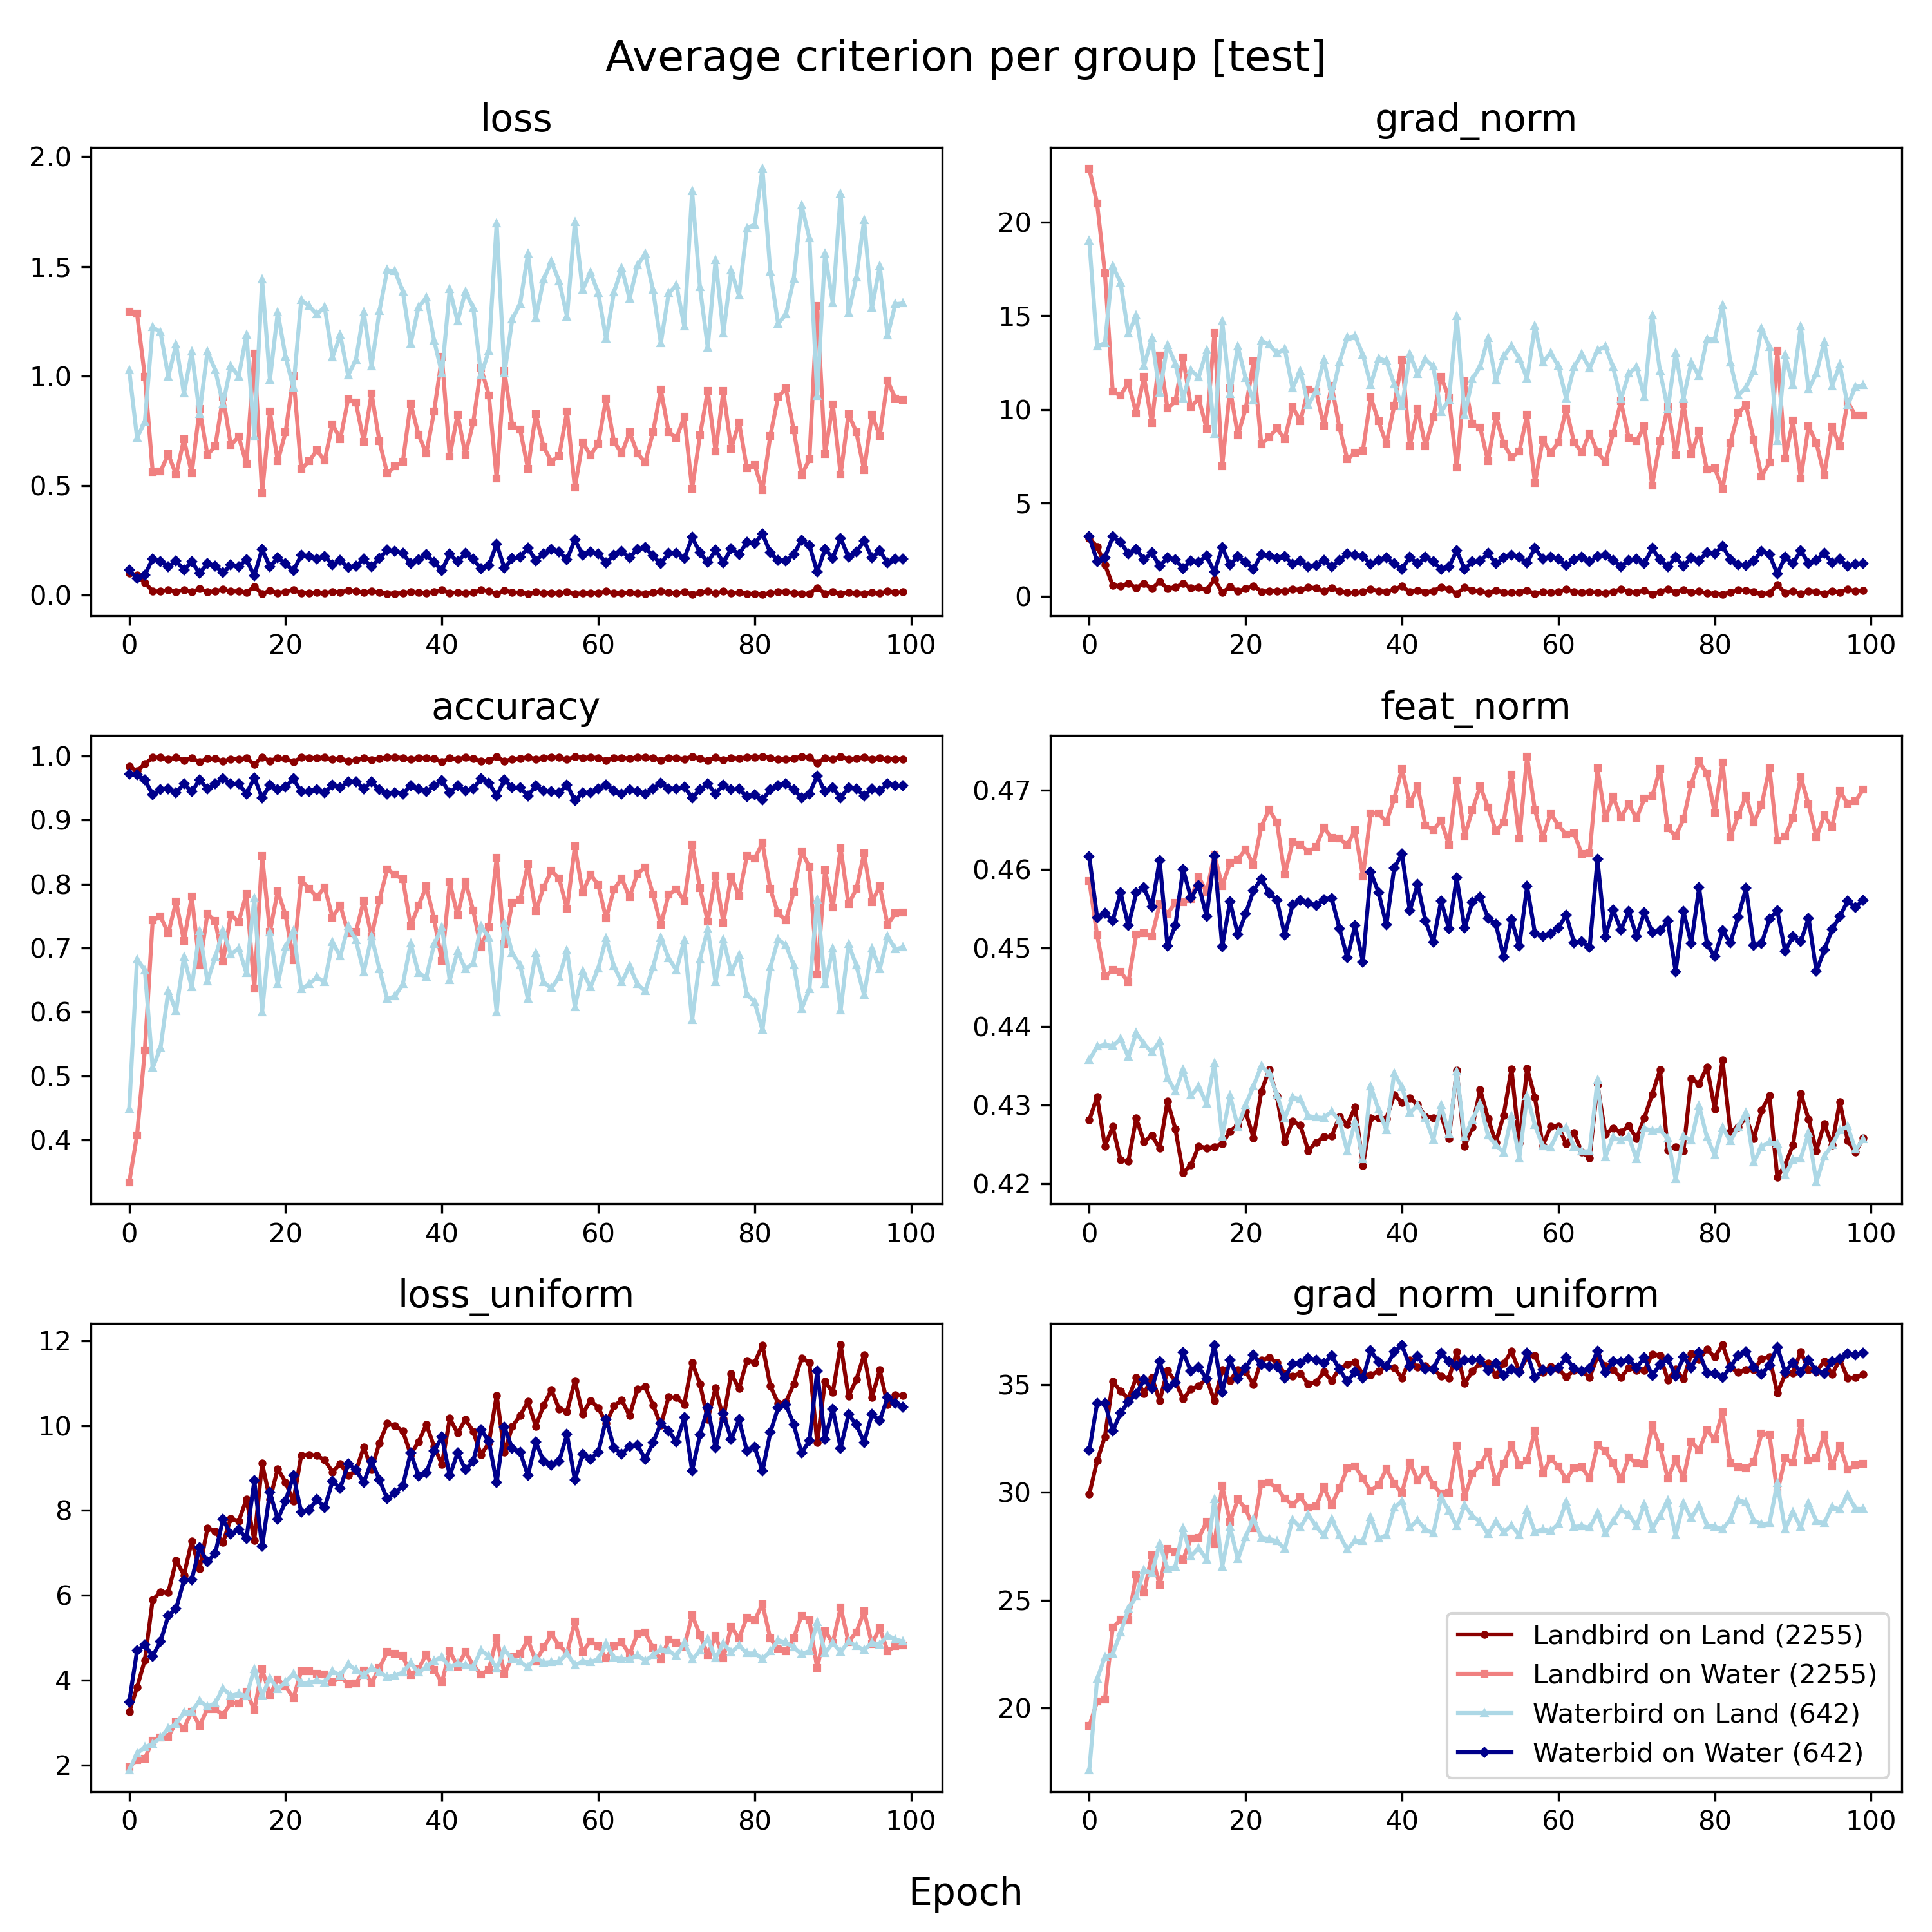 Average criterion per group [test]
loss
2.0
1.5
1.0
0.5
0.0
0 20 40 60 80 100
grad_norm
20
15
10
5
0
0 20 40 60 80 100
accuracy
1.0
0.9
0.8
0.7
0.6
0.5
0.4
0 20 40 60 80 100
feat_norm
0.47
0.46
0.45
0.44
0.43
0.42
0 20 40 60 80 100
loss_uniform
12
10
8
6
4
2
0 20 40 60 80 100
grad_norm_uniform
35
30
25
20
Landbird on Land (2255)
Landbird on Water (2255)
Waterbird on Land (642)
Waterbid on Water (642)
0 20 40 60 80 100
Epoch